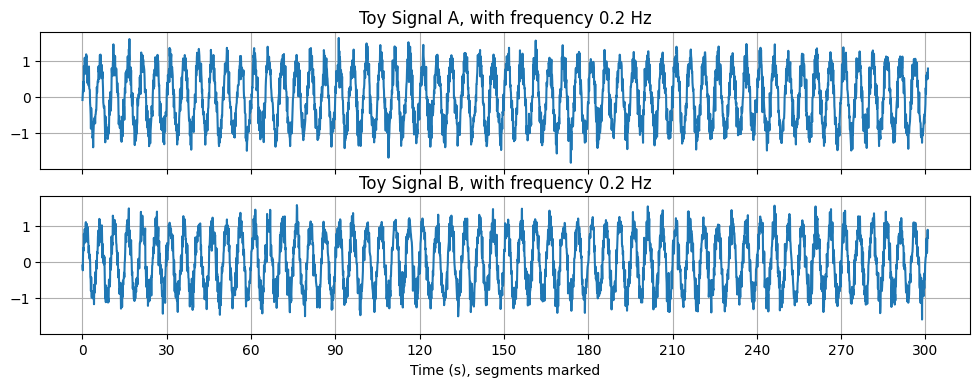 Toy Signal A, with frequency 0.2 Hz
1
0
−1
Toy Signal B, with frequency 0.2 Hz
1
0
−1
0 30 60 90 120 150 180 210 240 270 300
Time (s), segments marked